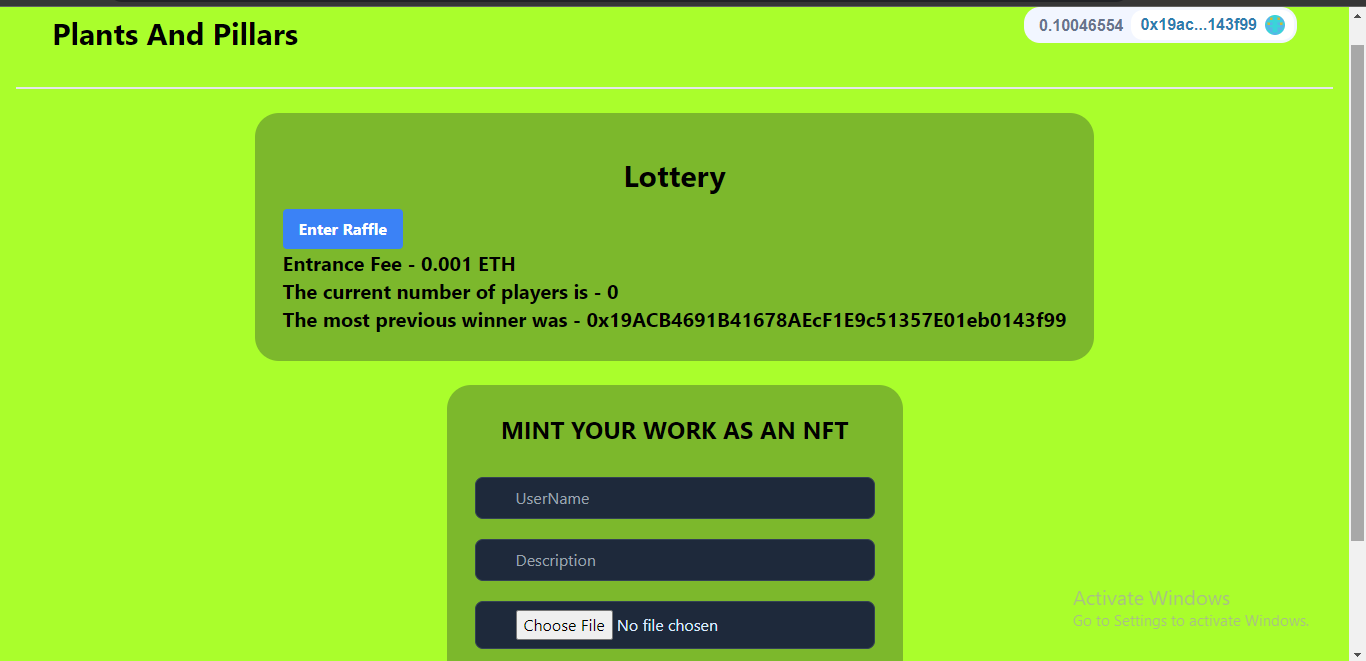 Plants And Pillars
0.10046554 0x19ac...143f99
Lottery
Enter Raffle
Entrance Fee - 0.001 ETH
The current number of players is - 0
The most previous winner was - 0x19ACB4691B41678AEcF1E9c51357E01eb0143f99
MINT YOUR WORK AS AN NFT
UserName
Description
Choose File No file chosen
Activate Windows
Go to Settings to activate Windows.